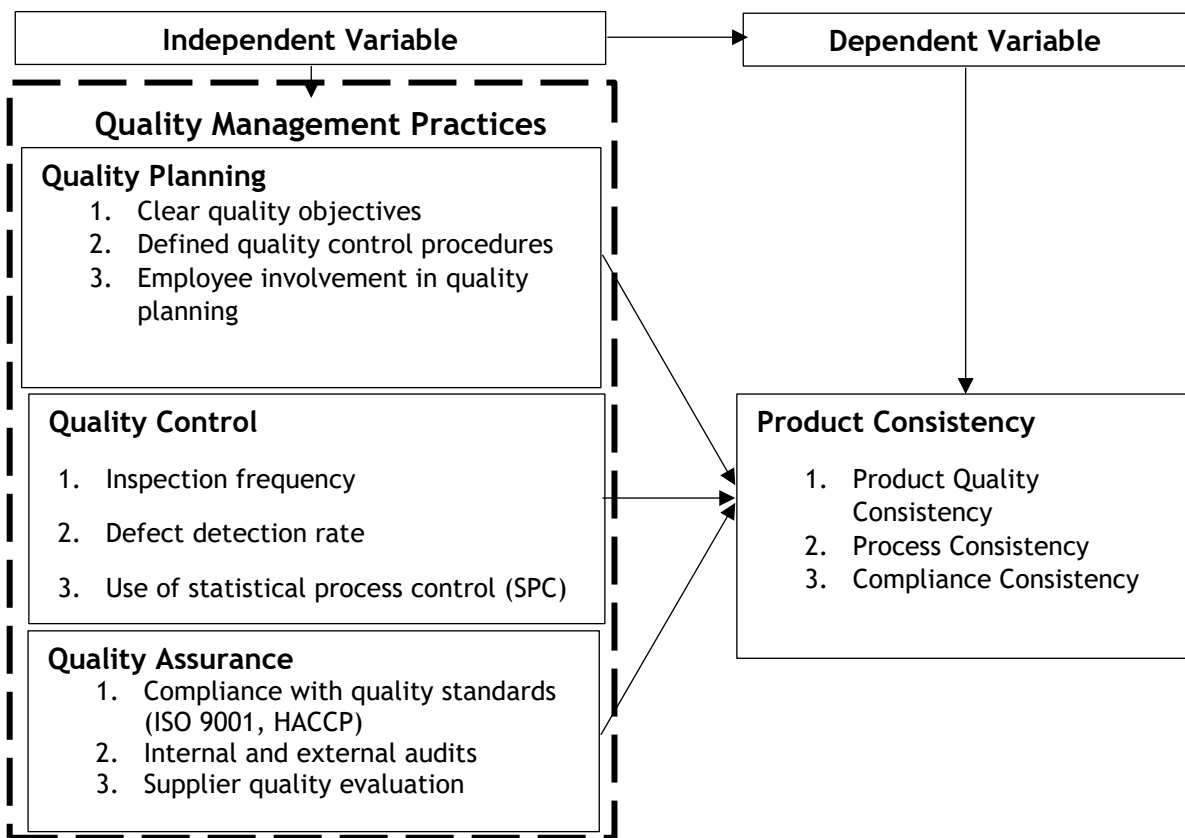 Independent Variable
Dependent Variable
Quality Management Practices
Quality Planning
1. Clear quality objectives
2. Defined quality control procedures
3. Employee involvement in quality
planning
Quality Control
1. Inspection frequency
2. Defect detection rate
3. Use of statistical process control (SPC)
Quality Assurance
1. Compliance with quality standards
(ISO 9001, HACCP)
2. Internal and external audits
3. Supplier quality evaluation
Product Consistency
1. Product Quality
Consistency
2. Process Consistency
3. Compliance Consistency